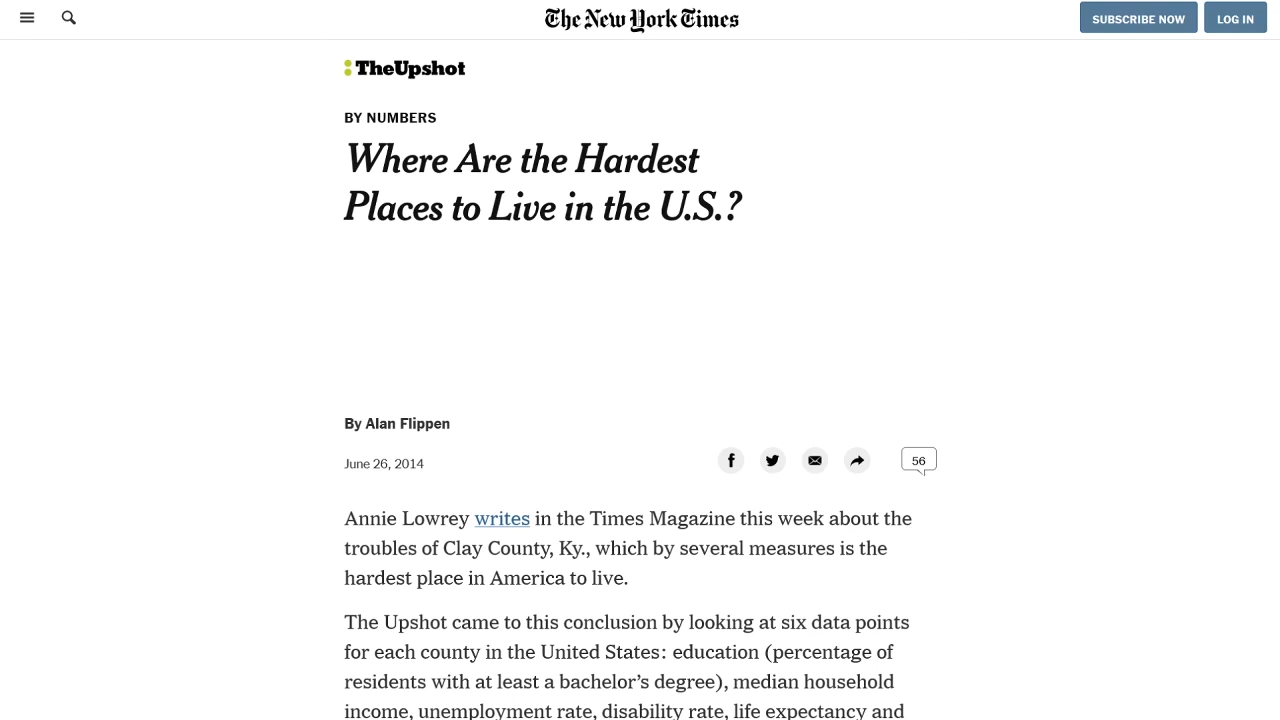 The New York Times
SUBSCRIBE NOW
LOG IN
TheUpshot
BY NUMBERS
Where Are the Hardest
Places to Live in the U.S.?
By Alan Flippen
June 26, 2014
56
Annie Lowrey writes in the Times Magazine this week about the
troubles of Clay County, Ky., which by several measures is the
hardest place in America to live.
The Upshot came to this conclusion by looking at six data points
for each county in the United States: education (percentage of
residents with at least a bachelor’s degree), median household
income, unemployment rate, disability rate, life expectancy and